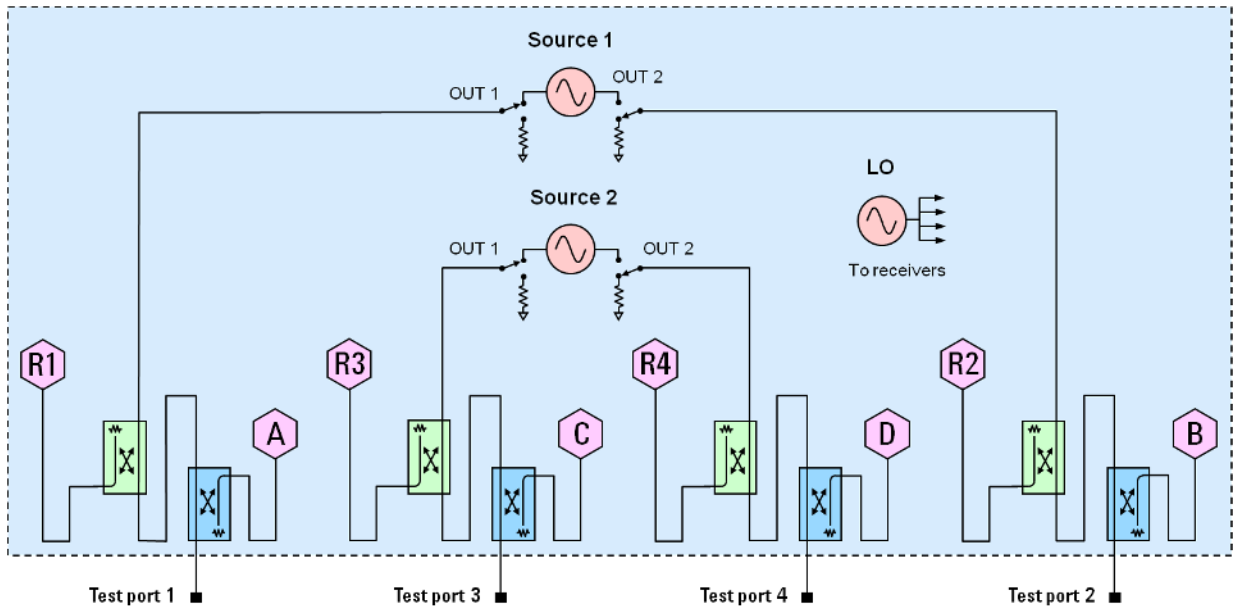 Source 1
OUT 1
OUT 2
LO
Source 2
OUT 1
OUT 2
To receivers
R1
R3
R4
R2
A
C
D
B
Test port 1
Test port 3
Test port 4
Test port 2